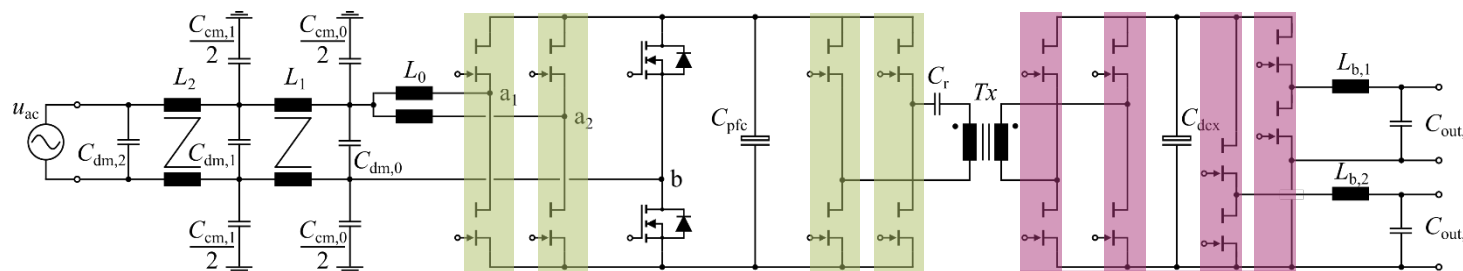 C_cm,1
2
C_cm,0
2
L_2
L_1
L_0
u_ac
C_dm,2
C_dm,1
C_dm,0
C_cm,1
2
C_cm,0
2
a_1
a_2
b
C_pfc
C_r
Tx
C_dcx
L_b,1
C_out,
L_b,2
C_out,